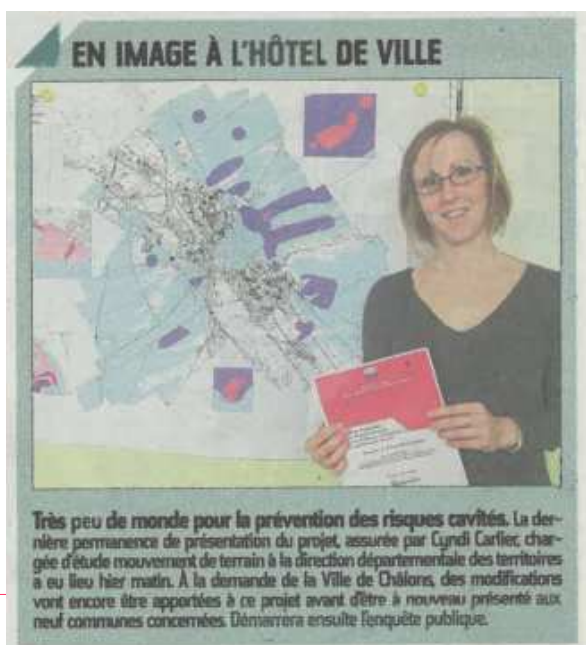 EN IMAGE À L'HÔTEL DE VILLE
Très peu de monde pour la prévention des risques cavités. La der-
nière permanence de présentation du projet, assurée par Cyndi Carlier, char-
gée d'étude mouvement de terrain à la direction départementale des territoires
a eu lieu hier matin. À la demande de la Ville de Châlons, des modifications
vont encore être apportées à ce projet avant d'être à nouveau présenté aux
neuf communes concernées. Démarrera ensuite l'enquête publique.